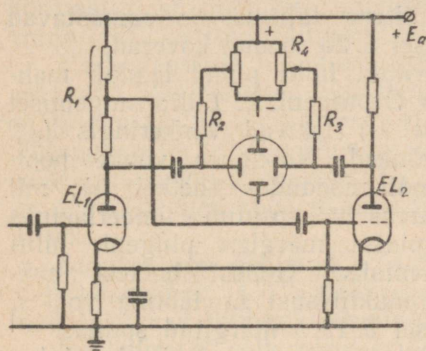 +
R₄
+ Eₐ
R₁
R₂
−
R₃
EL₁
EL₂